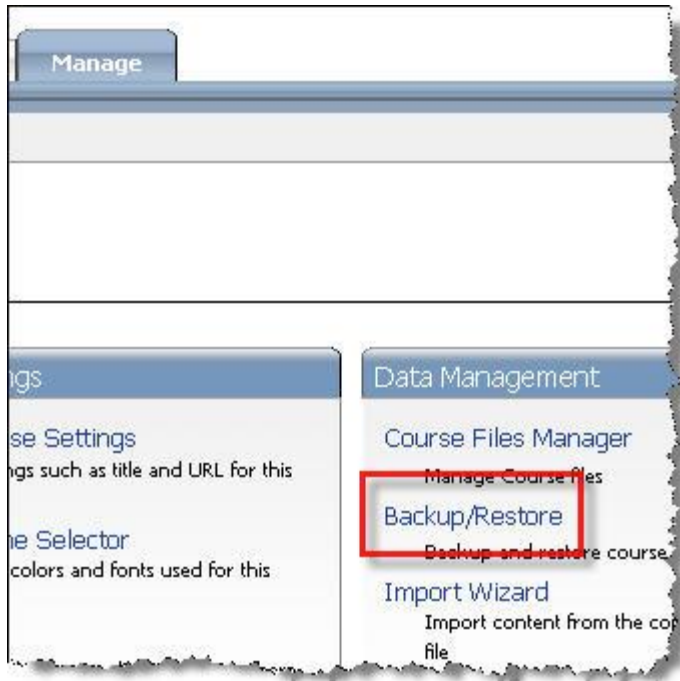 Manage
ngs
se Settings
ngs such as title and URL for this
ne Selector
colors and fonts used for this
Data Management
Course Files Manager
Manage Course files
Backup/Restore
Backup and restore course
Import Wizard
Import content from the
file